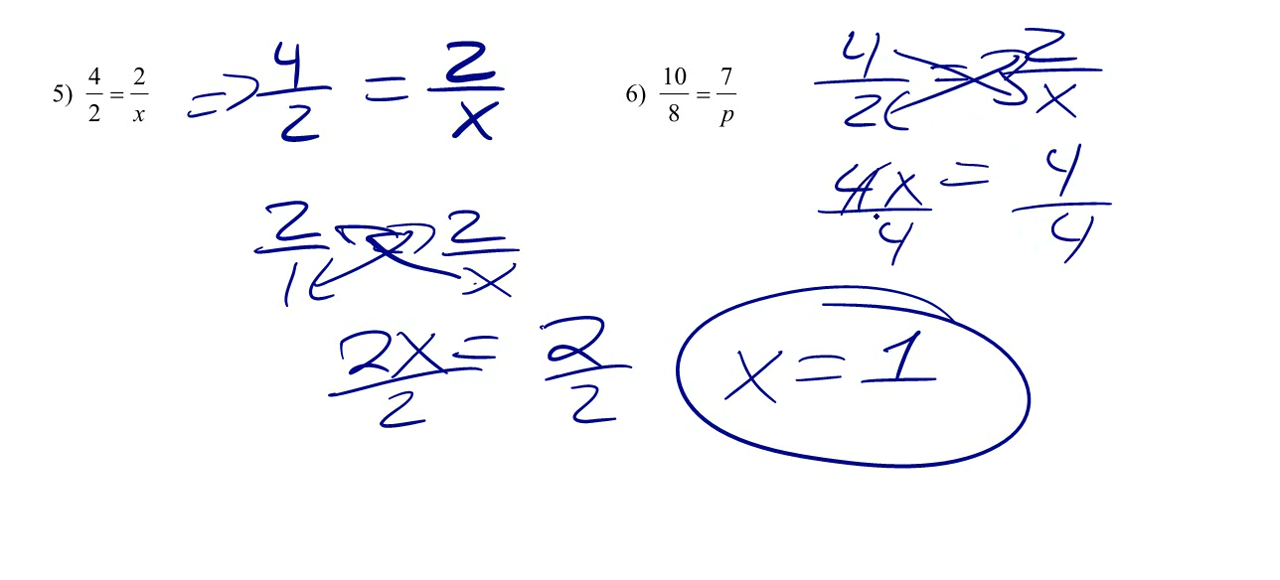 5) 4/2 = 2/x => 4/2 = 2/x
2/1 2/x
2x/2 = 2/2
6) 10/8 = 7/p
4/2 = 2/x
4x/4 = 4/4
x = 1